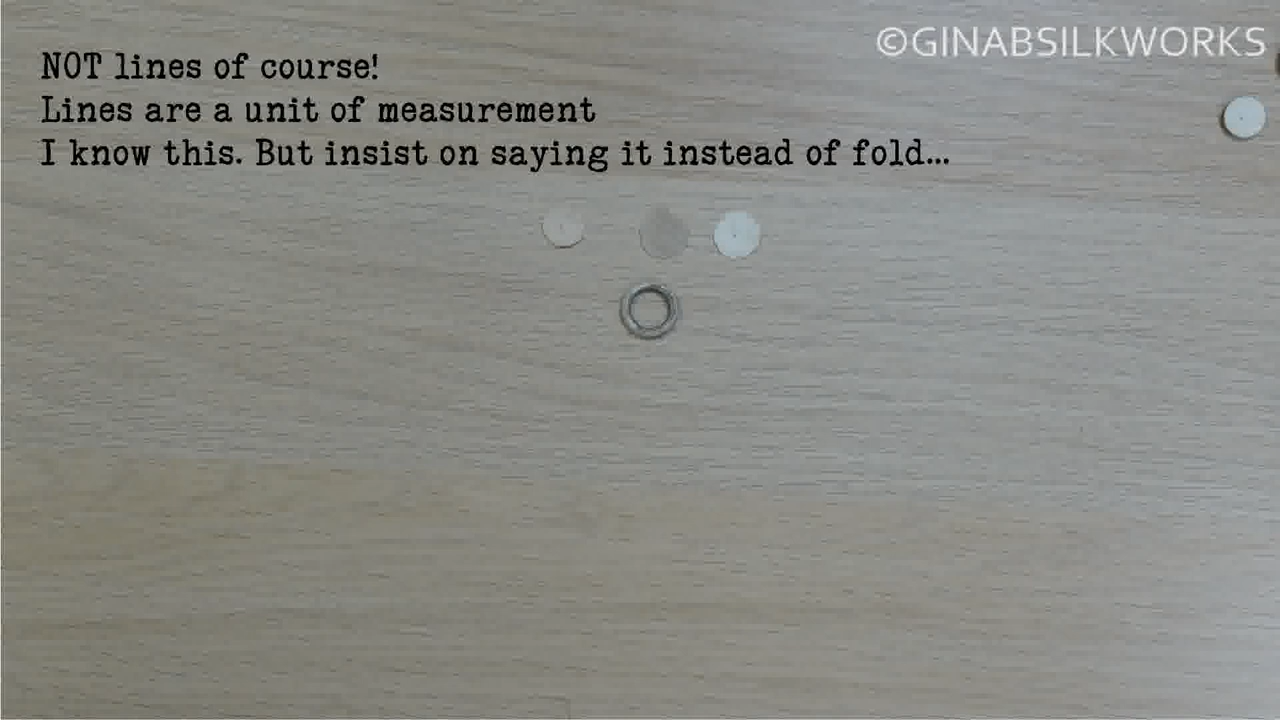 ©GINABSILKWORKS
NOT lines of course!
Lines are a unit of measurement
I know this. But insist on saying it instead of fold...